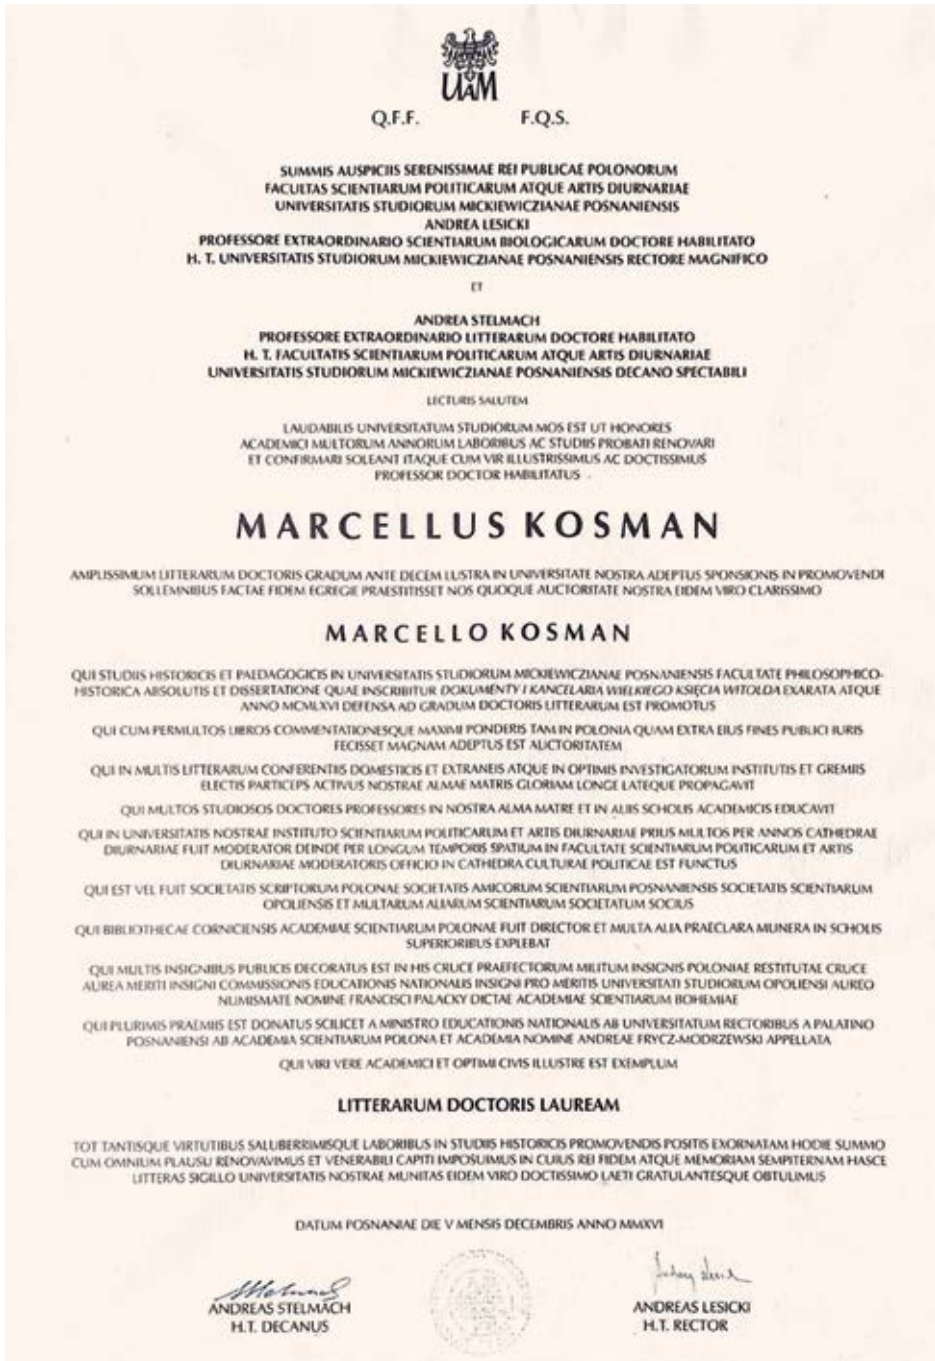 UAM
Q.F.F. F.Q.S.
SUMMIS AUSPICIIS SERENISSIMAE REI PUBLICAE POLONORUM
FACULTAS SCIENTIARUM POLITICARUM ATQUE ARTIS DIURNARIAE
UNIVERSITATIS STUDIORUM MICKIEWICZIANAE POSNANIENSIS
ANDREA LESICKI
PROFESSORE EXTRAORDINARIO SCIENTIARUM BIOLOGICARUM DOCTORE HABILITATO
H. T. UNIVERSITATIS STUDIORUM MICKIEWICZIANAE POSNANIENSIS RECTORE MAGNIFICO
ET
ANDREA STELMACH
PROFESSORE EXTRAORDINARIO LITTERARUM DOCTORE HABILITATO
H. T. FACULTATIS SCIENTIARUM POLITICARUM ATQUE ARTIS DIURNARIAE
UNIVERSITATIS STUDIORUM MICKIEWICZIANAE POSNANIENSIS DECANO SPECTABILI
LECTURIS SALUTEM
LAUDABILIS UNIVERSITATUM STUDIORUM MOS EST UT HONORES
ACADEMICI MULTORUM ANNORUM LABORIBUS AC STUDIIS PROBATI RENOVARI
ET CONFIRMARI SOLEANT ITAQUE CUM VIR ILLUSTRISSIMUS AC DOCTISSIMUS
PROFESSOR DOCTOR HABILITATUS
MARCELLUS KOSMAN
AMPLISSIMUM LITTERARUM DOCTORIS GRADUM ANTE DECEM LUSTRA IN UNIVERSITATE NOSTRA ADEPTUS SPONSIONIS IN PROMOVENDI
SOLLEMNIBUS FACTAE FIDEM EGREGIE PRAESTITISSET NOS QUOQUE AUCTORITATE NOSTRA EIDEM VIRO CLARISSIMO
MARCELLO KOSMAN
QUI STUDIIS HISTORICIS ET PAEDAGOGICIS IN UNIVERSITATIS STUDIORUM MICKIEWICZIANAE POSNANIENSIS FACULTATE PHILOSOPHICO-
HISTORICA ABSOLUTIS ET DISSERTATIONE QUAE INSCRIBITUR DOKUMENTY I KANCELARIA WIELKIEGO KSIĘCIA WITOLDA EXARATA ATQUE
ANNO MCMLXVI DEFENSA AD GRADUM DOCTORIS LITTERARUM EST PROMOTUS
QUI CUM PERMULTOS LIBROS COMMENTATIONESQUE MAXIMI PONDERIS TAM IN POLONIA QUAM EXTRA EIUS FINES PUBLICI IURIS
FECISSET MAGNAM ADEPTUS EST AUCTORITATEM
QUI IN MULTIS LITTERARUM CONFERENTIIS DOMESTICIS ET EXTRANEIS ATQUE IN OPTIMIS INVESTIGATORUM INSTITUTIS ET GREMIIS
ELECTIS PARTICEPS ACTIVUS NOSTRAE ALMAE MATRIS GLORIAM LONGE LATEQUE PROPAGAVIT
QUI MULTOS STUDIOSOS DOCTORES PROFESSORES IN NOSTRA ALMA MATRE ET IN ALIIS SCHOLIS ACADEMICIS EDUCAVIT
QUI IN UNIVERSITATIS NOSTRAE INSTITUTO SCIENTIARUM POLITICARUM ET ARTIS DIURNARIAE PRIUS MULTOS PER ANNOS CATHEDRAE
DIURNARIAE FUIT MODERATOR DEINDE PER LONGUM TEMPORIS SPATIUM IN FACULTATE SCIENTIARUM POLITICARUM ET ARTIS
DIURNARIAE MODERATORIS OFFICIO IN CATHEDRA CULTURAE POLITICAE EST FUNCTUS
QUI EST VEL FUIT SOCIETATIS SCRIPTORUM POLONAE SOCIETATIS AMICORUM SCIENTIARUM POSNANIENSIS SOCIETATIS SCIENTIARUM
OPOLIENSIS ET MULTARUM ALIARUM SCIENTIARUM SOCIETATUM SOCIUS
QUI BIBLIOTHECAE CORNICIENSIS ACADEMIAE SCIENTIARUM POLONAE FUIT DIRECTOR ET MULTA ALIA PRAECLARA MUNERA IN SCHOLIS
SUPERIORIBUS EXPLEBAT
QUI MULTIS INSIGNIBUS PUBLICIS DECORATUS EST IN HIS CRUCE PRAEFECTORUM MILITUM INSIGNIS POLONIAE RESTITUTAE CRUCE
AUREA MERITI INSIGNI COMMISSIONIS EDUCATIONIS NATIONALIS INSIGNI PRO MERITIS UNIVERSITATI STUDIORUM OPOLIENSI AUREO
NUMISMATE NOMINE FRANCISCI PALACKY DICTAE ACADEMIAE SCIENTIARUM BOHEMIAE
QUI PLURIMIS PRAEMIIS EST DONATUS SCILICET A MINISTRO EDUCATIONIS NATIONALIS AB UNIVERSITATUM RECTORIBUS A PALATINO
POSNANIENSI AB ACADEMIA SCIENTIARUM POLONA ET ACADEMIA NOMINE ANDREAE FRYCZ-MODRZEWSKI APPELLATA
QUI VIRI VERE ACADEMICI ET OPTIMI CIVIS ILLUSTRE EST EXEMPLUM
LITTERARUM DOCTORIS LAUREAM
TOT TANTISQUE VIRTUTIBUS SALUBERRIMISQUE LABORIBUS IN STUDIIS HISTORICIS PROMOVENDIS POSITIS EXORNATAM HODIE SUMMO
CUM OMNIUM PLAUSU RENOVAVIMUS ET VENERABILI CAPITI IMPOSUIMUS IN CUIUS REI FIDEM ATQUE MEMORIAM SEMPITERNAM HASCE
LITTERAS SIGILLO UNIVERSITATIS NOSTRAE MUNITAS EIDEM VIRO DOCTISSIMO LAETI GRATULANTESQUE OBTULIMUS
DATUM POSNANIAE DIE V MENSIS DECEMBRIS ANNO MMXVI
ANDREAS STELMACH
H.T. DECANUS
ANDREAS LESICKI
H.T. RECTOR